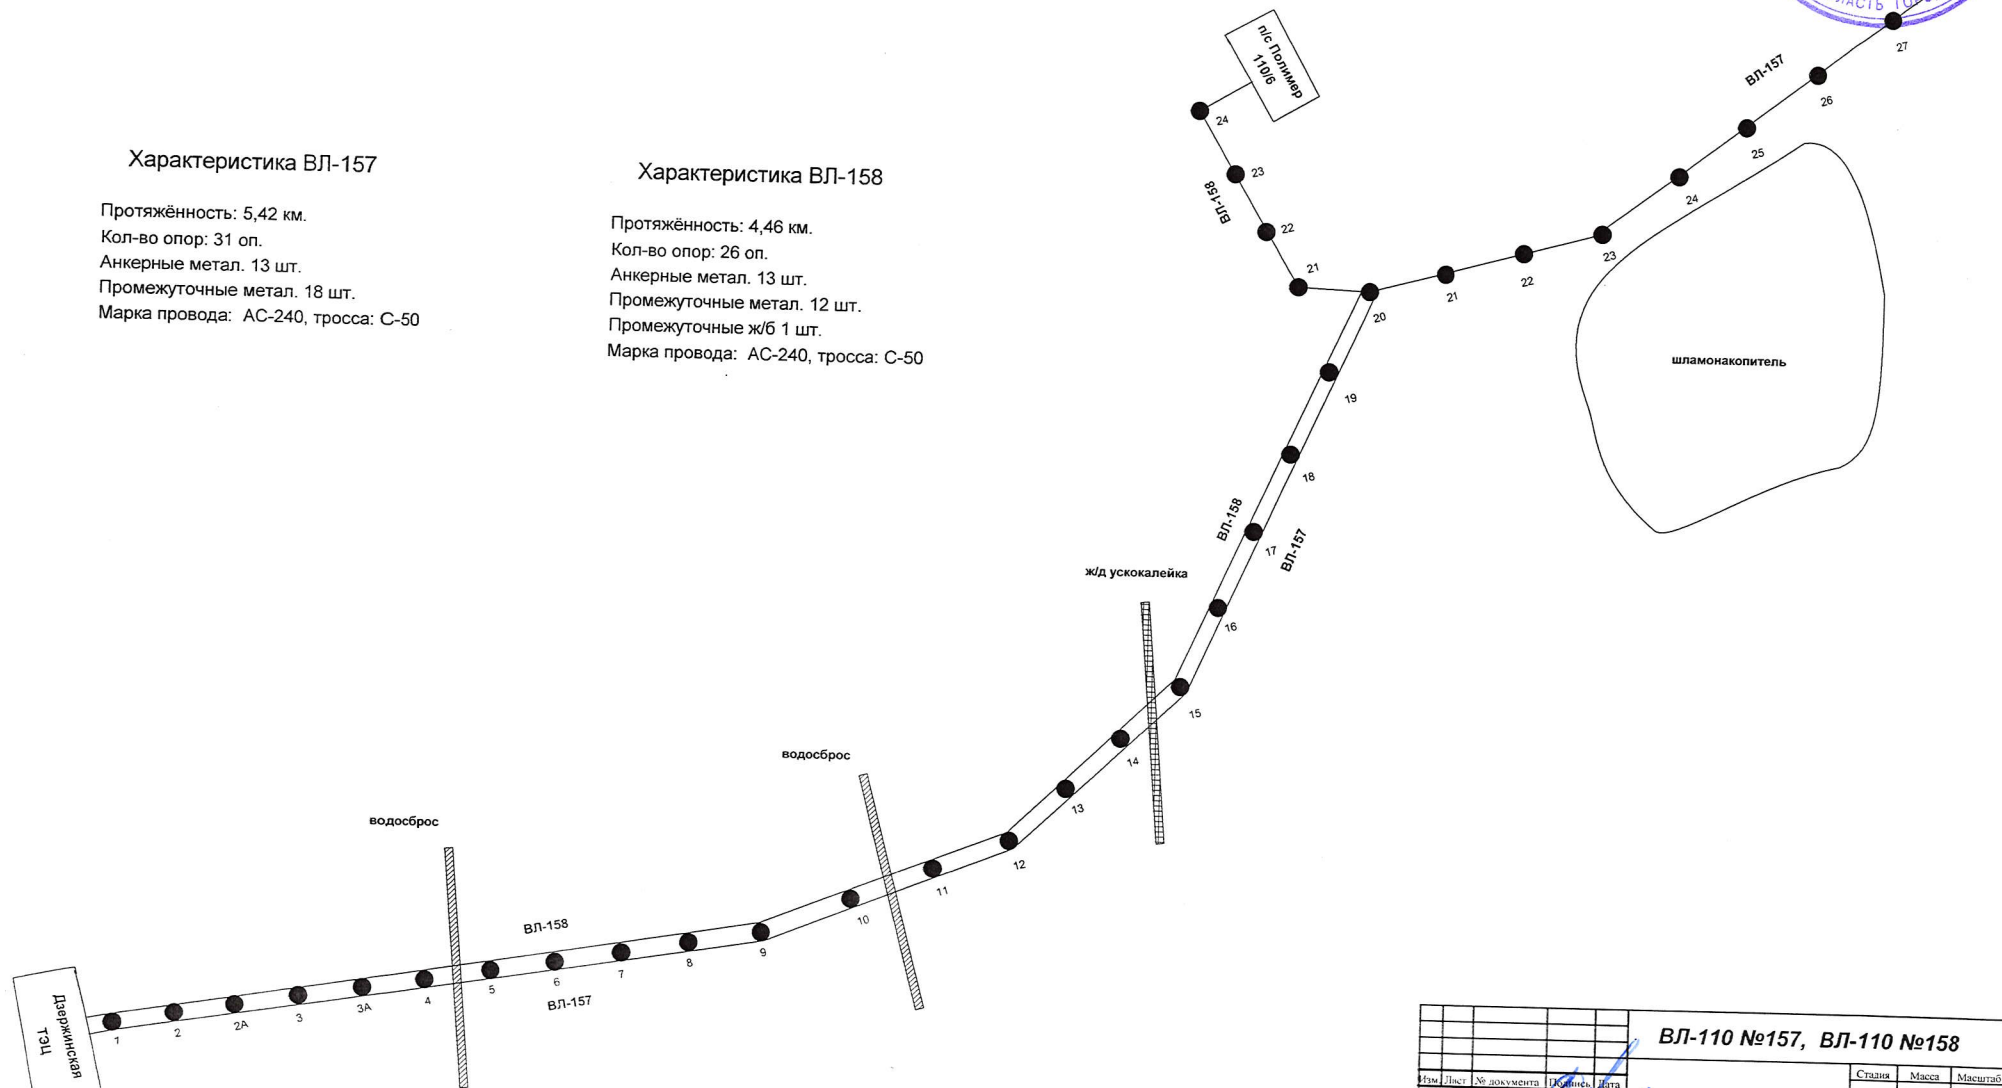 Характеристика ВЛ-157
Протяжённость: 5,42 км.
Кол-во опор: 31 оп.
Анкерные метал. 13 шт.
Промежуточные метал. 18 шт.
Марка провода: АС-240, тросса: С-50
Характеристика ВЛ-158
Протяжённость: 4,46 км.
Кол-во опор: 26 оп.
Анкерные метал. 13 шт.
Промежуточные метал. 12 шт.
Промежуточные ж/б 1 шт.
Марка провода: АС-240, тросса: С-50
п/с Полимер
110/6
24
23
ВЛ-158
22
21
20
21
22
23
24
25
26
27
ВЛ-157
шламонакопитель
19
18
ВЛ-158
17
ВЛ-157
16
ж/д ускокалейка
15
14
13
12
водосброс
11
10
9
8
7
6
5
ВЛ-158
ВЛ-157
водосброс
4
3А
3
2А
2
1
Дзержинская
ТЭЦ
ВЛ-110 №157, ВЛ-110 №158
Изм. Лист № документа Подпись Дата
Стадия Масса Масштаб